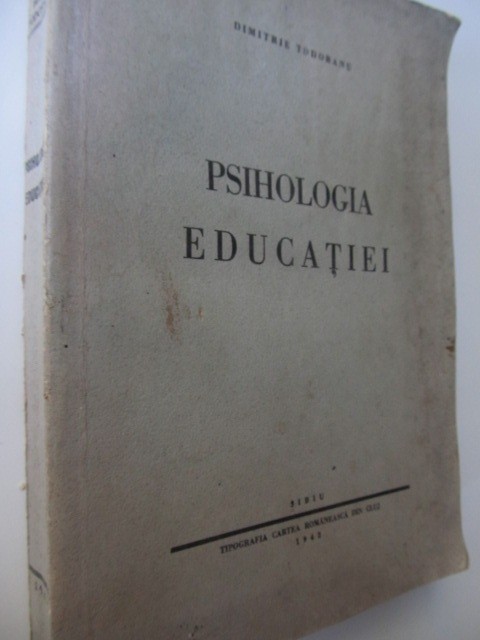 DIMITRIE TODORANU
PSIHOLOGIA
EDUCAȚIEI
SIBIU
TIPOGRAFIA CARTEA ROMÂNEASCĂ DIN CLUJ